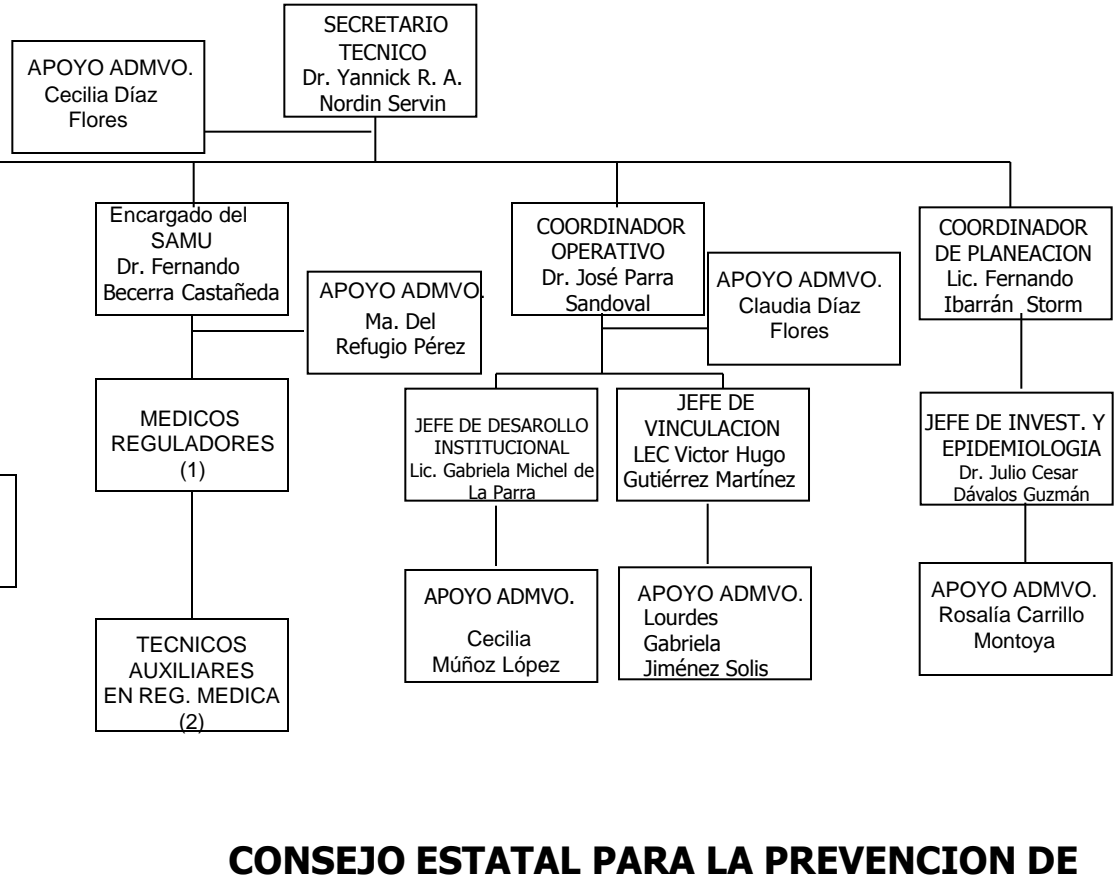 SECRETARIO
TECNICO
Dr. Yannick R. A.
Nordin Servin
APOYO ADMVO.
Cecilia Díaz
Flores
Encargado del
SAMU
Dr. Fernando
Becerra Castañeda
APOYO ADMVO.
Ma. Del
Refugio Pérez
COORDINADOR
OPERATIVO
Dr. José Parra
Sandoval
APOYO ADMVO.
Claudia Díaz
Flores
COORDINADOR
DE PLANEACION
Lic. Fernando
Ibarrán Storm
MEDICOS
REGULADORES
(1)
JEFE DE DESAROLLO
INSTITUCIONAL
Lic. Gabriela Michel de
La Parra
JEFE DE
VINCULACION
LEC Victor Hugo
Gutiérrez Martínez
JEFE DE INVEST. Y
EPIDEMIOLOGIA
Dr. Julio Cesar
Dávalos Guzmán
TECNICOS
AUXILIARES
EN REG. MEDICA
(2)
APOYO ADMVO.
Cecilia
Múñoz López
APOYO ADMVO.
Lourdes
Gabriela
Jiménez Solis
APOYO ADMVO.
Rosalía Carrillo
Montoya
CONSEJO ESTATAL PARA LA PREVENCION DE